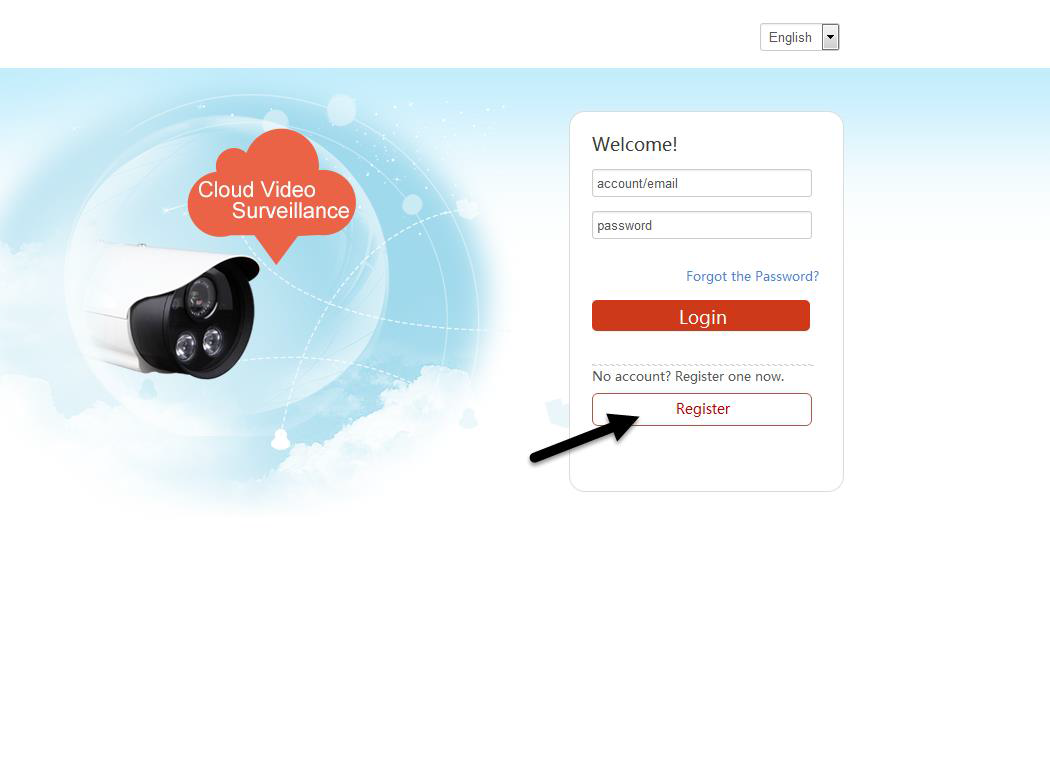 English
Cloud Video
Surveillance
Welcome!
account/email
password
Forgot the Password?
Login
No account? Register one now.
Register